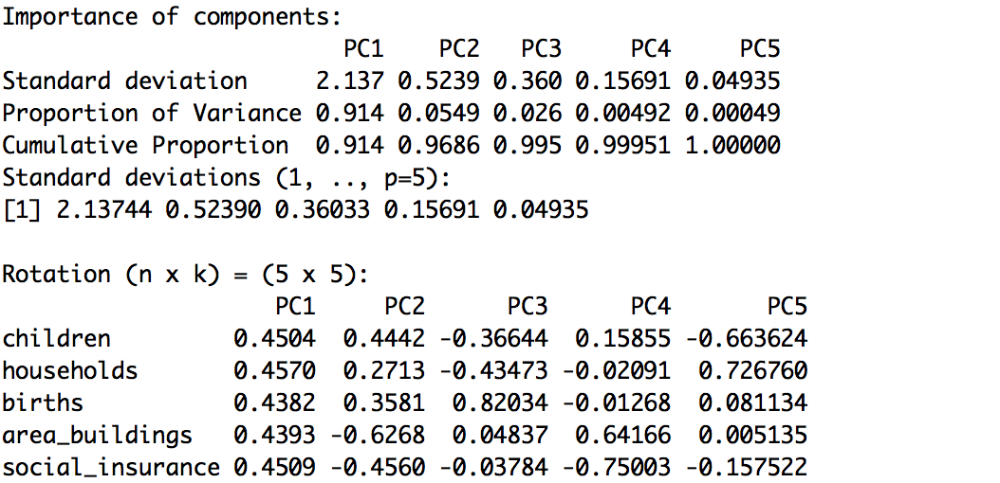 Importance of components:
                          PC1    PC2   PC3     PC4     PC5
Standard deviation     2.137 0.5239 0.360 0.15691 0.04935
Proportion of Variance 0.914 0.0549 0.026 0.00492 0.00049
Cumulative Proportion  0.914 0.9686 0.995 0.99951 1.00000
Standard deviations (1, .., p=5):
[1] 2.13744 0.52390 0.36033 0.15691 0.04935

Rotation (n x k) = (5 x 5):
                    PC1     PC2      PC3      PC4       PC5
children         0.4504  0.4442 -0.36644  0.15855 -0.663624
households       0.4570  0.2713 -0.43473 -0.02091  0.726760
births           0.4382  0.3581  0.82034 -0.01268  0.081134
area_buildings   0.4393 -0.6268  0.04837  0.64166  0.005135
social_insurance 0.4509 -0.4560 -0.03784 -0.75003 -0.157522